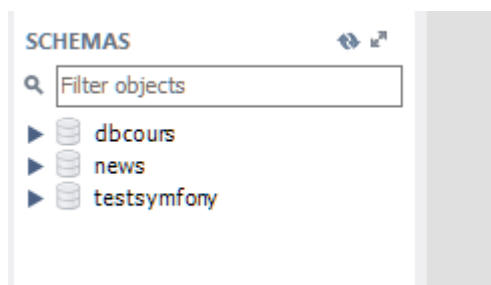 SCHEMAS
Filter objects
dbcours
news
testsymfony